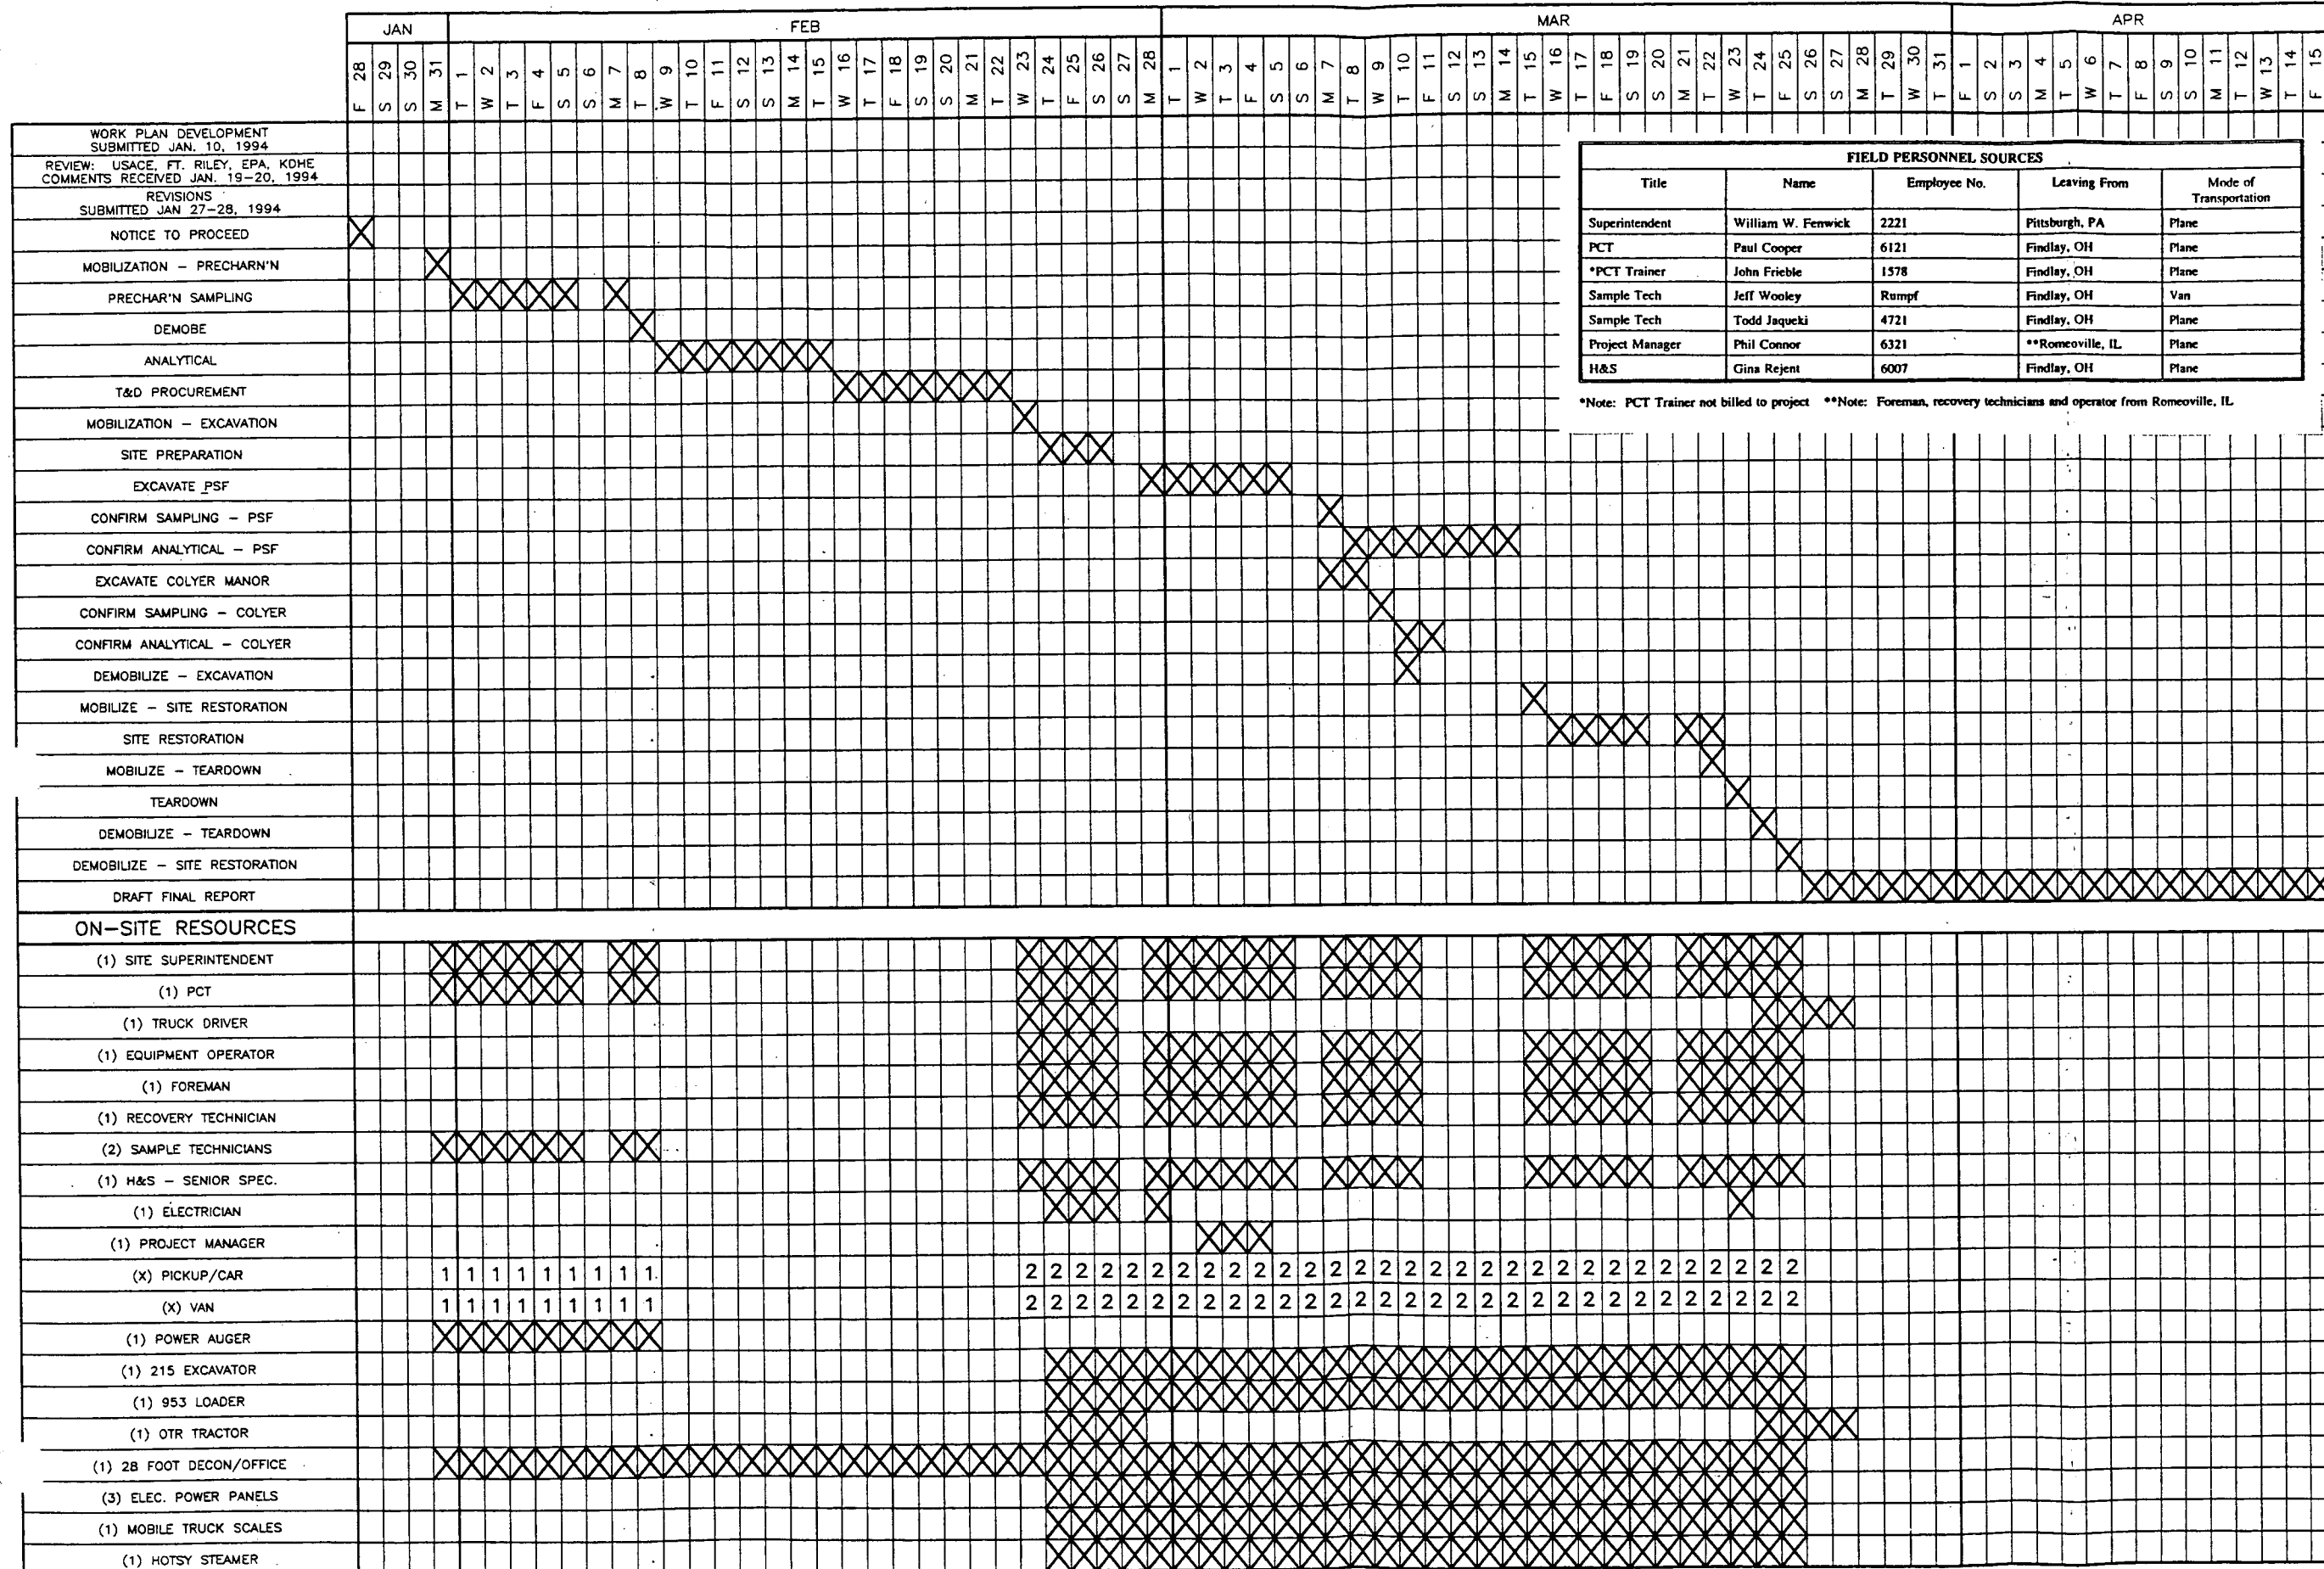 JAN FEB MAR APR
28 29 30 31 1 2 3 4 5 6 7 8 9 10 11 12 13 14 15 16 17 18 19 20 21 22 23 24 25 26 27 28 1 2 3 4 5 6 7 8 9 10 11 12 13 14 15 16 17 18 19 20 21 22 23 24 25 26 27 28 29 30 31 1 2 3 4 5 6 7 8 9 10 11 12 13 14 15
F S S M T W T F S S M T W T F S S M T W T F S S M T W T F S S M T W T F S S M T W T F S S M T W T F S S M T W T F S S M T W T F S S M T W T F S S M T W T F
WORK PLAN DEVELOPMENT
SUBMITTED JAN. 10, 1994
REVIEW: USACE, FT. RILEY, EPA, KDHE
COMMENTS RECEIVED JAN. 19-20, 1994
REVISIONS
SUBMITTED JAN 27-28, 1994
NOTICE TO PROCEED
MOBILIZATION - PRECHARN'N
PRECHAR'N SAMPLING
DEMOBE
ANALYTICAL
T&D PROCUREMENT
MOBILIZATION - EXCAVATION
SITE PREPARATION
EXCAVATE PSF
CONFIRM SAMPLING - PSF
CONFIRM ANALYTICAL - PSF
EXCAVATE COLYER MANOR
CONFIRM SAMPLING - COLYER
CONFIRM ANALYTICAL - COLYER
DEMOBILIZE - EXCAVATION
MOBILIZE - SITE RESTORATION
SITE RESTORATION
MOBILIZE - TEARDOWN
TEARDOWN
DEMOBILIZE - TEARDOWN
DEMOBILIZE - SITE RESTORATION
DRAFT FINAL REPORT
FIELD PERSONNEL SOURCES
Title Name Employee No. Leaving From Mode of
Transportation
Superintendent William W. Fenwick 2221 Pittsburgh, PA Plane
PCT Paul Cooper 6121 Findlay, OH Plane
*PCT Trainer John Frieble 1578 Findlay, OH Plane
Sample Tech Jeff Wooley Rumpf Findlay, OH Van
Sample Tech Todd Jaqueki 4721 Findlay, OH Plane
Project Manager Phil Connor 6321 **Romeoville, IL Plane
H&S Gina Rejent 6007 Findlay, OH Plane
*Note: PCT Trainer not billed to project **Note: Foreman, recovery technicians and operator from Romeoville, IL
ON-SITE RESOURCES
(1) SITE SUPERINTENDENT
(1) PCT
(1) TRUCK DRIVER
(1) EQUIPMENT OPERATOR
(1) FOREMAN
(1) RECOVERY TECHNICIAN
(2) SAMPLE TECHNICIANS
(1) H&S - SENIOR SPEC.
(1) ELECTRICIAN
(1) PROJECT MANAGER
(X) PICKUP/CAR 1 1 1 1 1 1 1 1 1 2 2 2 2 2 2 2 2 2 2 2 2 2 2 2 2 2 2 2 2 2 2 2 2 2 2 2 2 2 2 2
(X) VAN 1 1 1 1 1 1 1 1 1 2 2 2 2 2 2 2 2 2 2 2 2 2 2 2 2 2 2 2 2 2 2 2 2 2 2 2 2 2 2 2
(1) POWER AUGER
(1) 215 EXCAVATOR
(1) 953 LOADER
(1) OTR TRACTOR
(1) 28 FOOT DECON/OFFICE
(3) ELEC. POWER PANELS
(1) MOBILE TRUCK SCALES
(1) HOTSY STEAMER